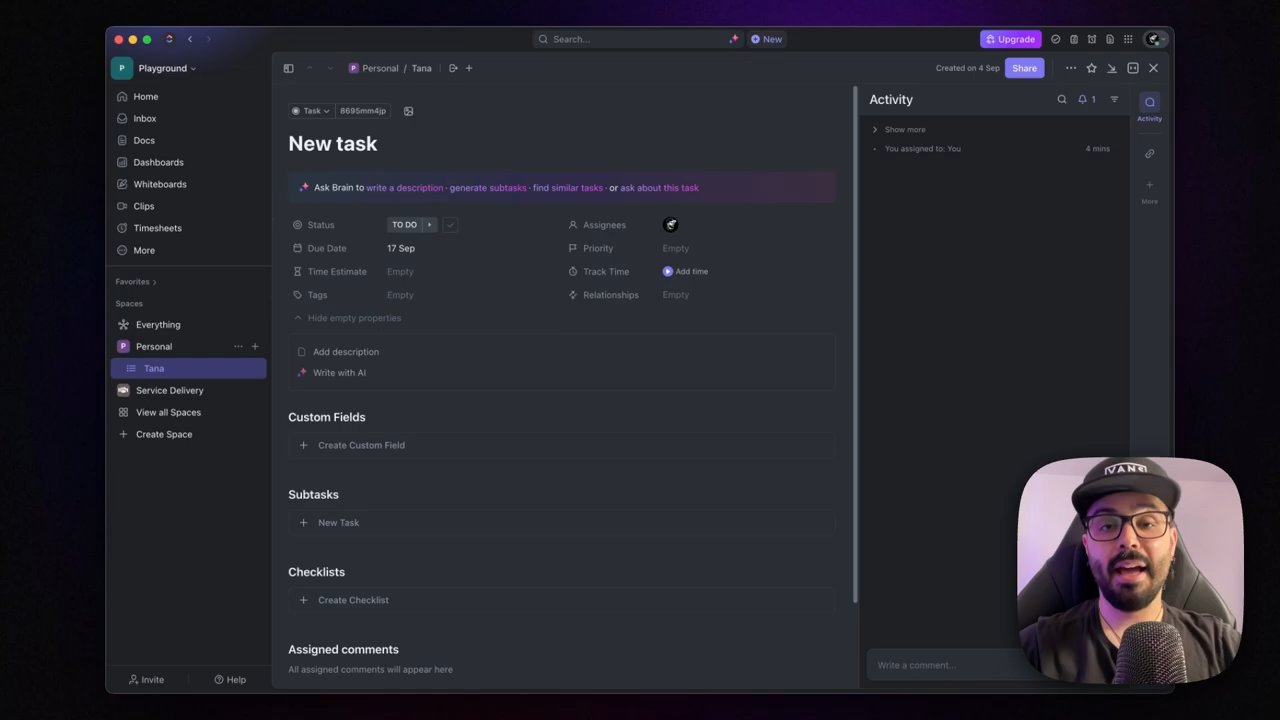 Search...
New
Upgrade
P Playground
P Personal / Tana
Created on 4 Sep
Share
Home
Inbox
Docs
Dashboards
Whiteboards
Clips
Timesheets
More
Favorites
Spaces
Everything
P Personal
Tana
Service Delivery
View all Spaces
Create Space
Invite
Help
Task
8695mm4jp
New task
Ask Brain to write a description · generate subtasks · find similar tasks · or ask about this task
Status
TO DO
Assignees
Due Date
17 Sep
Priority
Empty
Time Estimate
Empty
Track Time
Add time
Tags
Empty
Relationships
Empty
Hide empty properties
Add description
Write with AI
Custom Fields
Create Custom Field
Subtasks
New Task
Checklists
Create Checklist
Assigned comments
All assigned comments will appear here
Activity
1
Show more
You assigned to: You
4 mins
Activity
More
Write a comment...
VANS